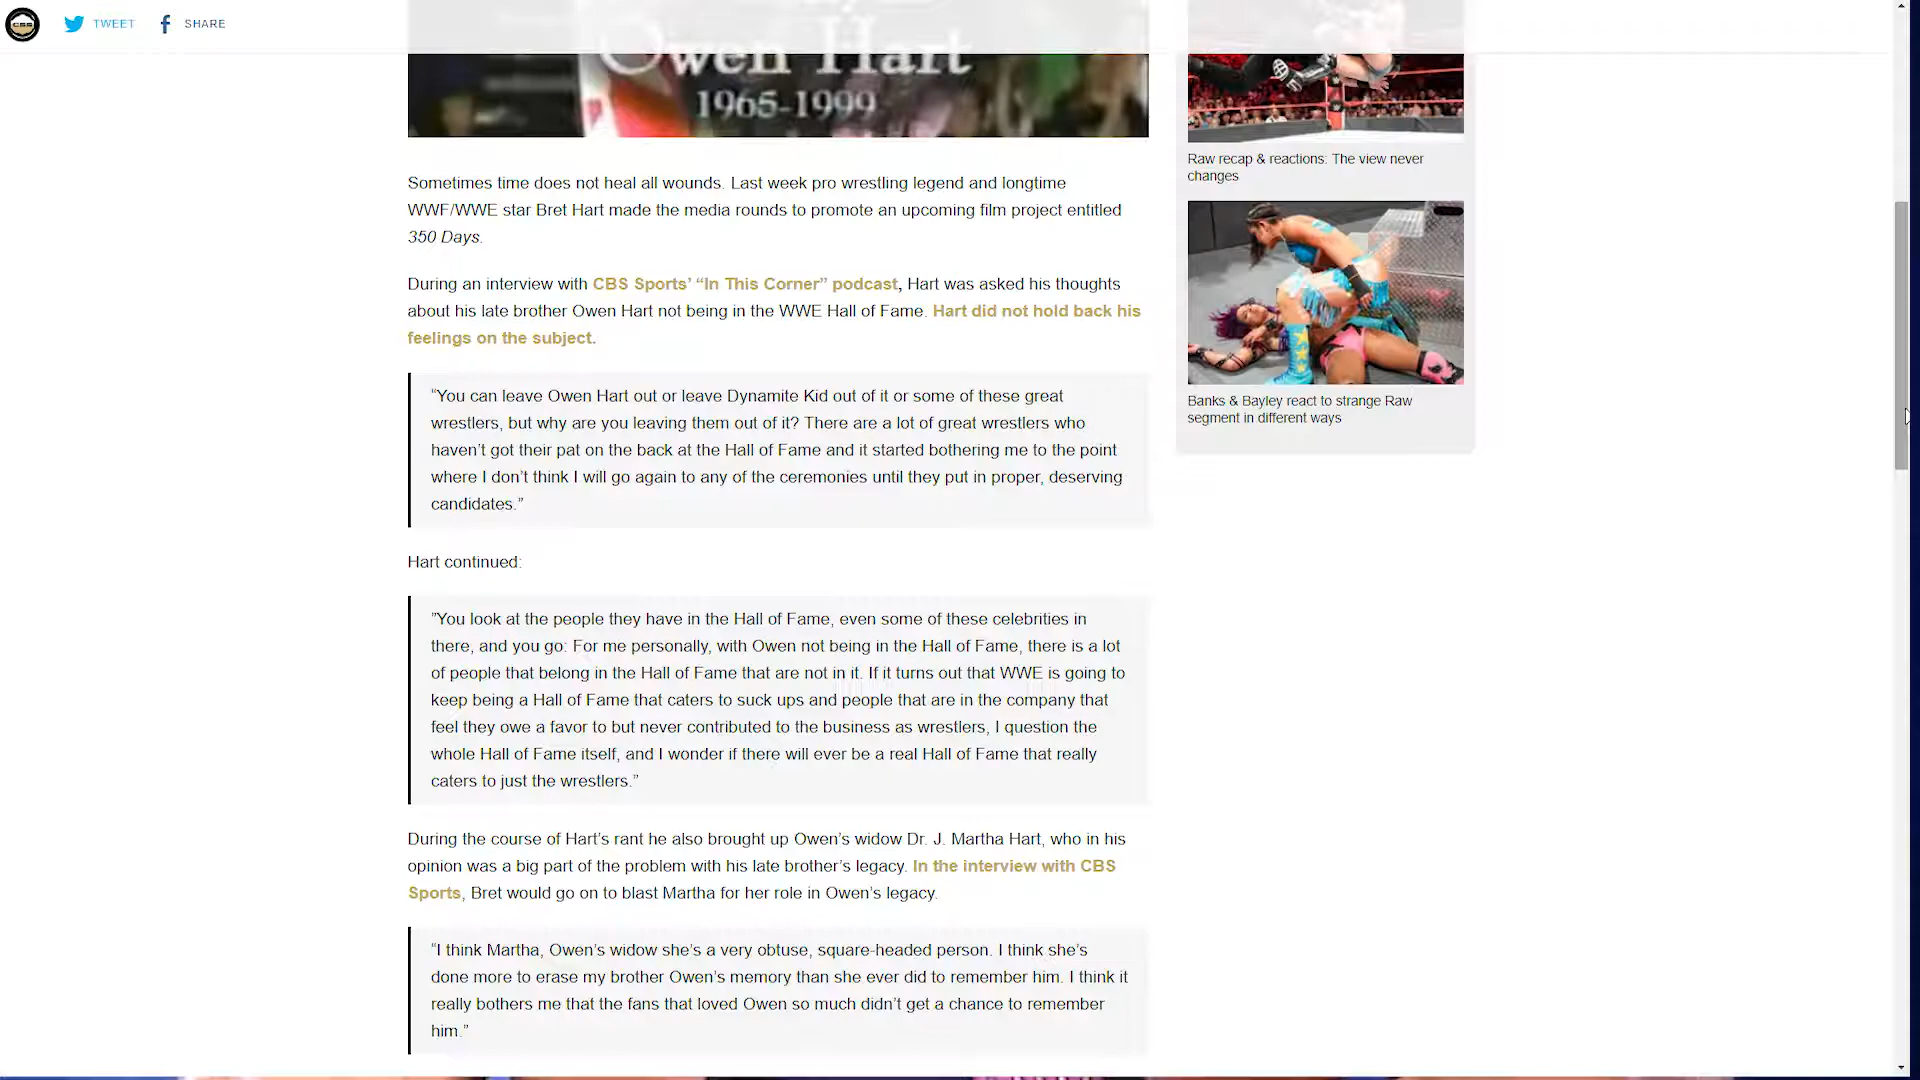 CSS
TWEET
SHARE
Owen Hart
1965-1999
Sometimes time does not heal all wounds. Last week pro wrestling legend and longtime
WWF/WWE star Bret Hart made the media rounds to promote an upcoming film project entitled
350 Days.
During an interview with CBS Sports’ “In This Corner” podcast, Hart was asked his thoughts
about his late brother Owen Hart not being in the WWE Hall of Fame. Hart did not hold back his
feelings on the subject.
“You can leave Owen Hart out or leave Dynamite Kid out of it or some of these great
wrestlers, but why are you leaving them out of it? There are a lot of great wrestlers who
haven’t got their pat on the back at the Hall of Fame and it started bothering me to the point
where I don’t think I will go again to any of the ceremonies until they put in proper, deserving
candidates.”
Hart continued:
”You look at the people they have in the Hall of Fame, even some of these celebrities in
there, and you go: For me personally, with Owen not being in the Hall of Fame, there is a lot
of people that belong in the Hall of Fame that are not in it. If it turns out that WWE is going to
keep being a Hall of Fame that caters to suck ups and people that are in the company that
feel they owe a favor to but never contributed to the business as wrestlers, I question the
whole Hall of Fame itself, and I wonder if there will ever be a real Hall of Fame that really
caters to just the wrestlers.”
During the course of Hart’s rant he also brought up Owen’s widow Dr. J. Martha Hart, who in his
opinion was a big part of the problem with his late brother’s legacy. In the interview with CBS
Sports, Bret would go on to blast Martha for her role in Owen’s legacy.
“I think Martha, Owen’s widow she’s a very obtuse, square-headed person. I think she’s
done more to erase my brother Owen’s memory than she ever did to remember him. I think it
really bothers me that the fans that loved Owen so much didn’t get a chance to remember
him.”
Raw recap & reactions: The view never
changes
Banks & Bayley react to strange Raw
segment in different ways